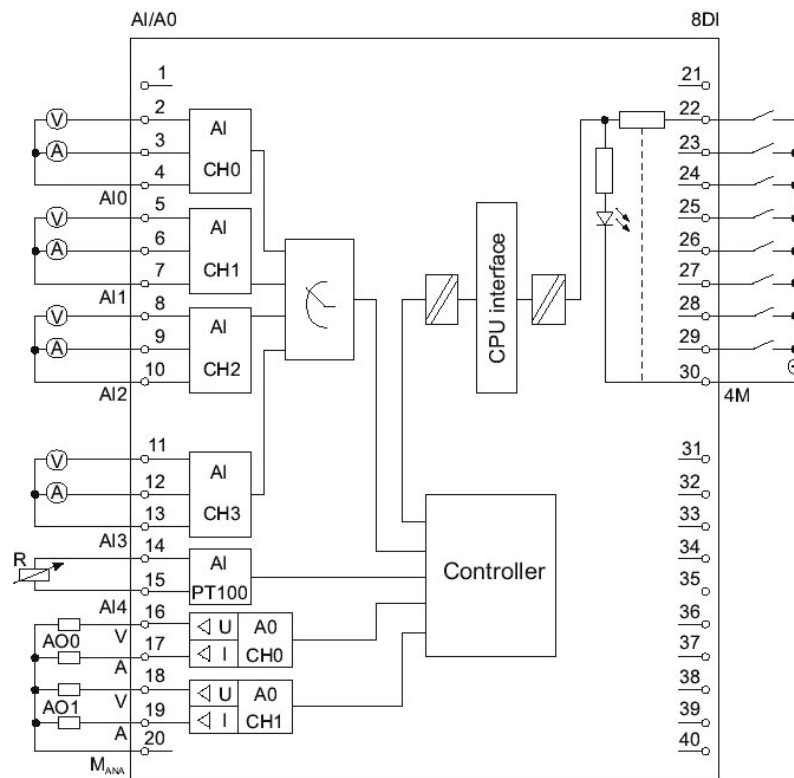 AI/A0 8DI
1 21
V 2 22
AI
A 3 23
CH0
4 24
AI0
V 5 25
AI
A 6 26
CH1
7 27
AI1
V 8 28
AI
A 9 29
CH2
10 30
AI2 4M
CPU interface
V 11 31
AI
A 12 32
CH3
13 33
AI3
R 14 34
AI
15 35
PT100
AI4
16 U A0 36
V
AO0 17 I CH0 37
A
18 U A0 38
V
AO1 19 I CH1 39
A
20 40
MANA
Controller